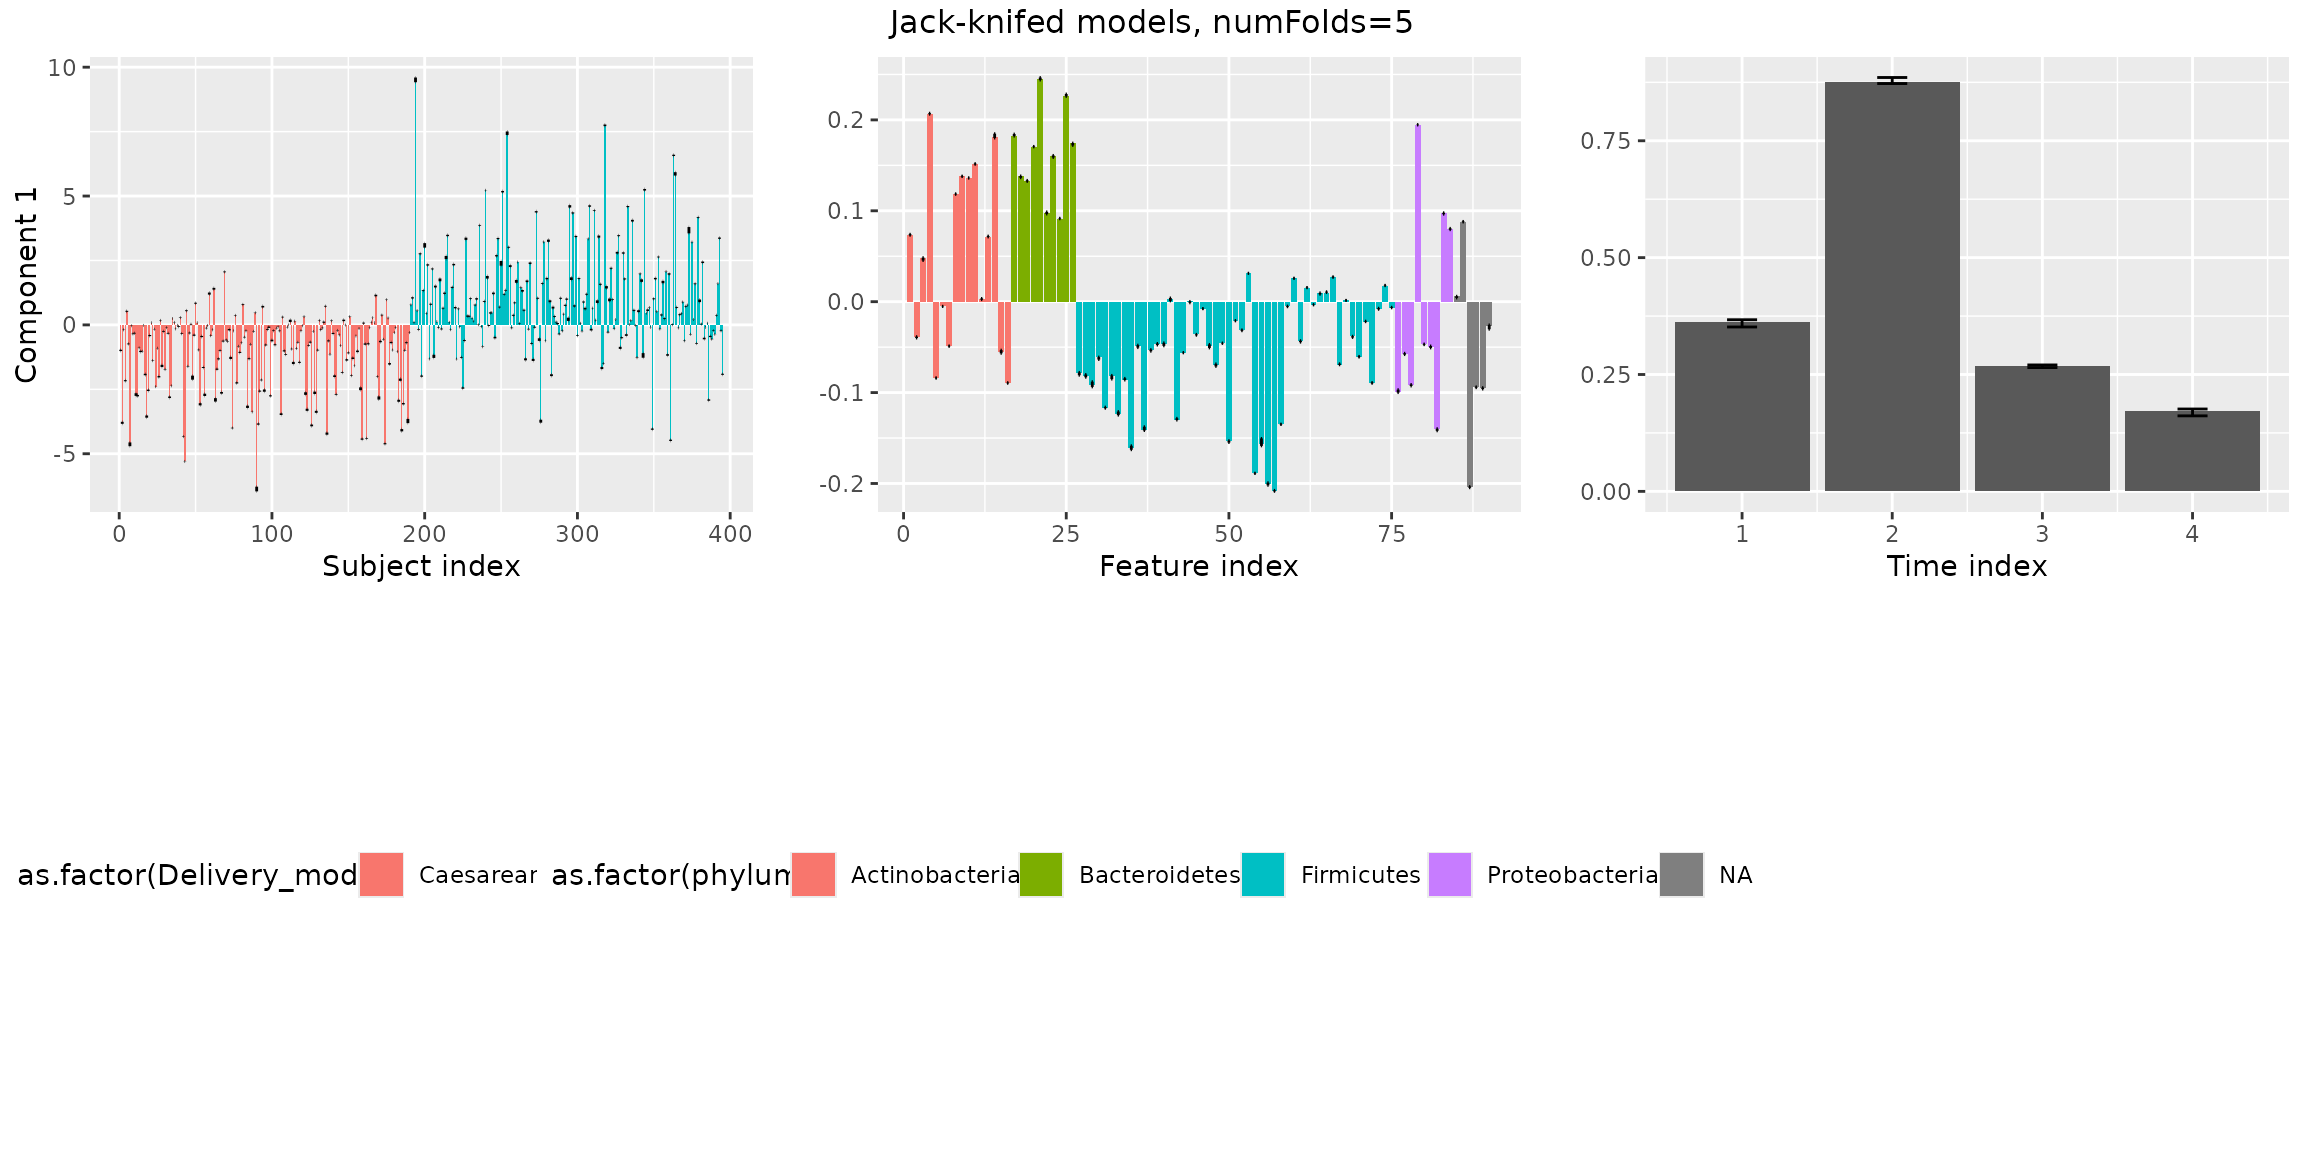 Jack-knifed models, numFolds=5
Component 1
10
5
0
-5
0 100 200 300 400
Subject index
0.2
0.1
0.0
-0.1
-0.2
0 25 50 75
Feature index
0.75
0.50
0.25
0.00
1 2 3 4
Time index
as.factor(Delivery_mod Caesarear as.factor(phylum Actinobacteria Bacteroidetes Firmicutes Proteobacteria NA